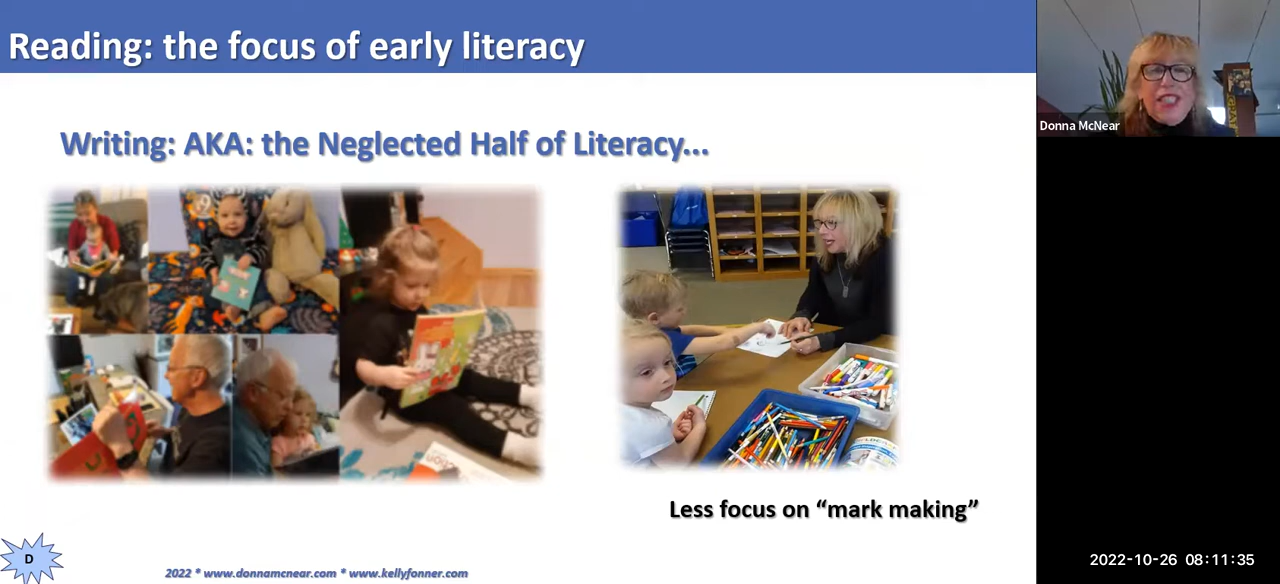 Reading: the focus of early literacy
Donna McNear
Writing: AKA: the Neglected Half of Literacy...
Less focus on “mark making”
D
2022 * www.donnamcnear.com * www.kellyfonner.com
2022-10-26 08:11:35